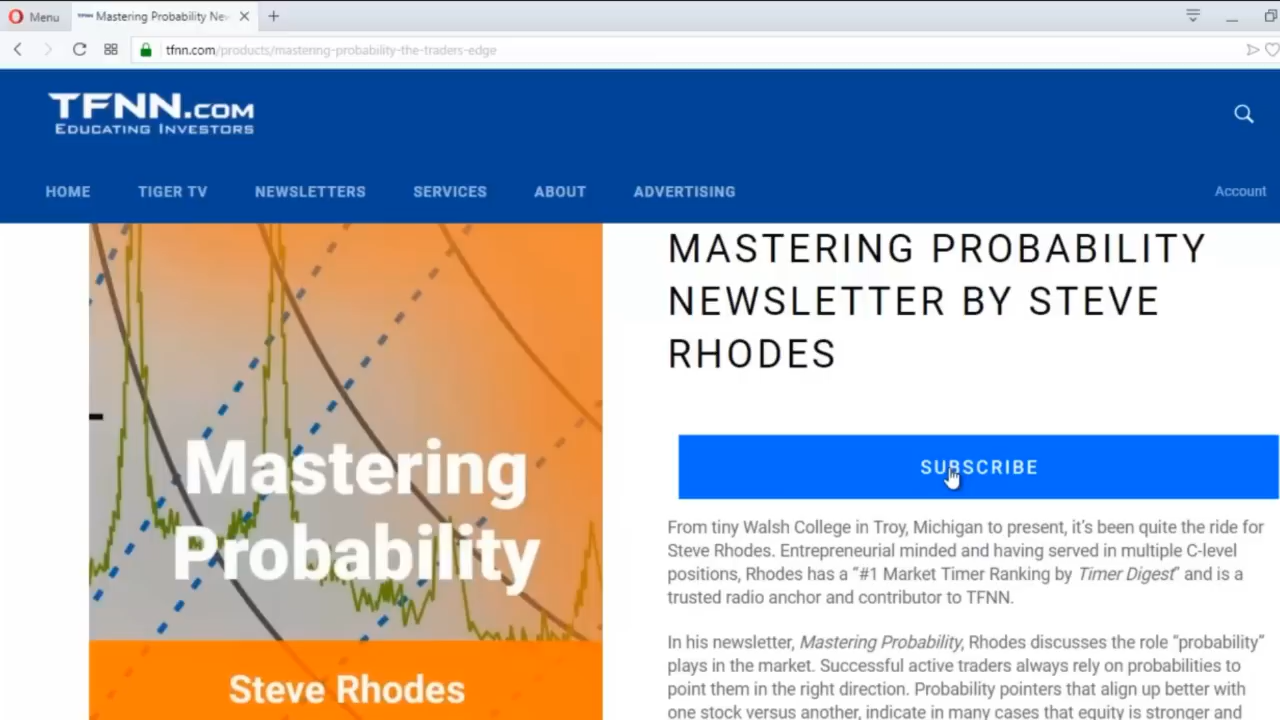 Menu
Mastering Probability Nev
tfnn.com/products/mastering-probability-the-traders-edge
TFNN.COM
EDUCATING INVESTORS
HOME TIGER TV NEWSLETTERS SERVICES ABOUT ADVERTISING Account
MASTERING PROBABILITY
NEWSLETTER BY STEVE
RHODES
Mastering
Probability
Steve Rhodes
SUBSCRIBE
From tiny Walsh College in Troy, Michigan to present, it's been quite the ride for
Steve Rhodes. Entrepreneurial minded and having served in multiple C-level
positions, Rhodes has a “#1 Market Timer Ranking by Timer Digest” and is a
trusted radio anchor and contributor to TFNN.
In his newsletter, Mastering Probability, Rhodes discusses the role “probability”
plays in the market. Successful active traders always rely on probabilities to
point them in the right direction. Probability pointers that align up better with
one stock versus another, indicate in many cases that equity is stronger and